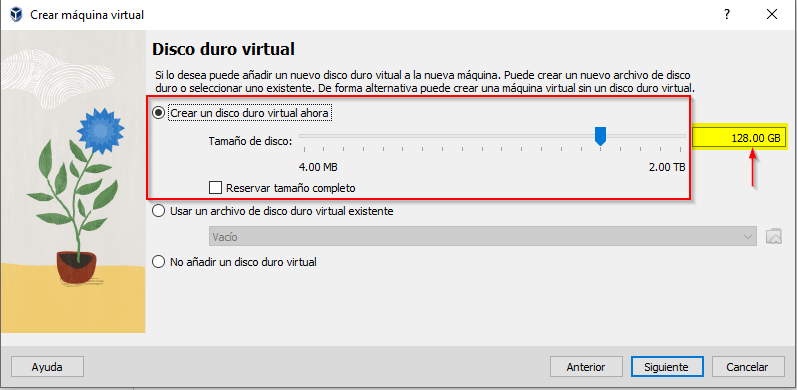 Crear máquina virtual
Disco duro virtual
Si lo desea puede añadir un nuevo disco duro vitual a la nueva máquina. Puede crear un nuevo archivo de disco
duro o seleccionar uno existente. De forma alternativa puede crear una máquina virtual sin un disco duro virtual.
Crear un disco duro virtual ahora
Tamaño de disco:
128.00 GB
4.00 MB 2.00 TB
Reservar tamaño completo
Usar un archivo de disco duro virtual existente
Vacío
No añadir un disco duro virtual
Ayuda Anterior Siguiente Cancelar